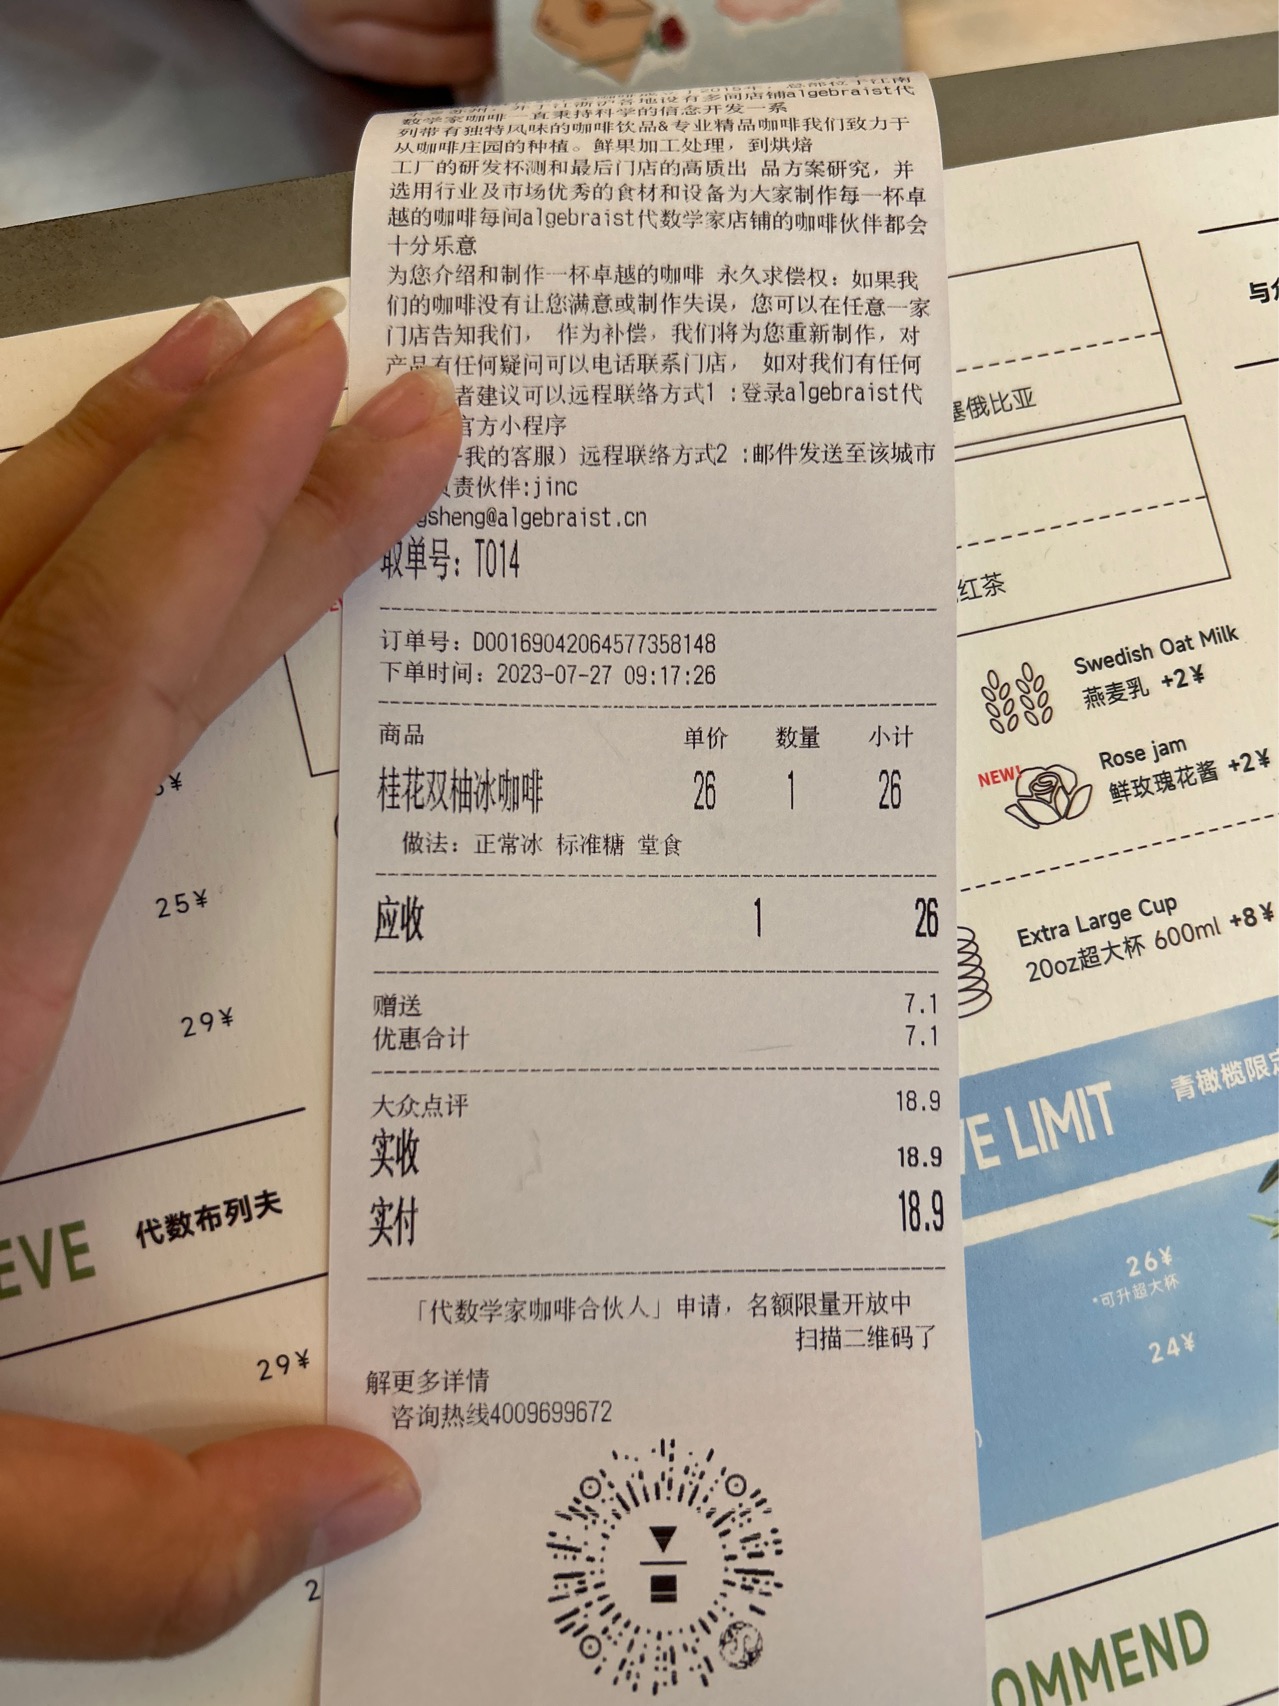 数学家咖啡一直秉持科学的信念开发一系
列带有独特风味的咖啡饮品&专业精品咖啡我们致力于
从咖啡庄园的种植。鲜果加工处理，到烘焙
工厂的研发杯测和最后门店的高质出 品方案研究，并
选用行业及市场优秀的食材和设备为大家制作每一杯卓
越的咖啡每间algebraist代数学家店铺的咖啡伙伴都会
十分乐意
为您介绍和制作一杯卓越的咖啡 永久求偿权：如果我
们的咖啡没有让您满意或制作失误，您可以在任意一家
门店告知我们， 作为补偿，我们将为您重新制作，对
产品有任何疑问可以电话联系门店， 如对我们有任何
者建议可以远程联络方式1 :登录algebraist代
官方小程序
我的客服）远程联络方式2 :邮件发送至该城市
责伙伴:jinc
gsheng@algebraist.cn
取单号：T014
订单号：D00169042064577358148
下单时间：2023-07-27 09:17:26
商品 单价 数量 小计
桂花双柚冰咖啡 26 1 26
做法：正常冰 标准糖 堂食
应收 1 26
赠送 7.1
优惠合计 7.1
大众点评 18.9
实收 18.9
实付 18.9
「代数学家咖啡合伙人」申请，名额限量开放中
扫描二维码了
解更多详情
咨询热线4009699672
25¥
29¥
EVE 代数布列夫
29¥
2
与
塞俄比亚
红茶
Swedish Oat Milk
燕麦乳 +2¥
NEW!
Rose jam
鲜玫瑰花酱 +2¥
Extra Large Cup
20oz超大杯 600ml +8¥
VE LIMIT 青橄榄限定
26¥
*可升超大杯
24¥
OMMEND